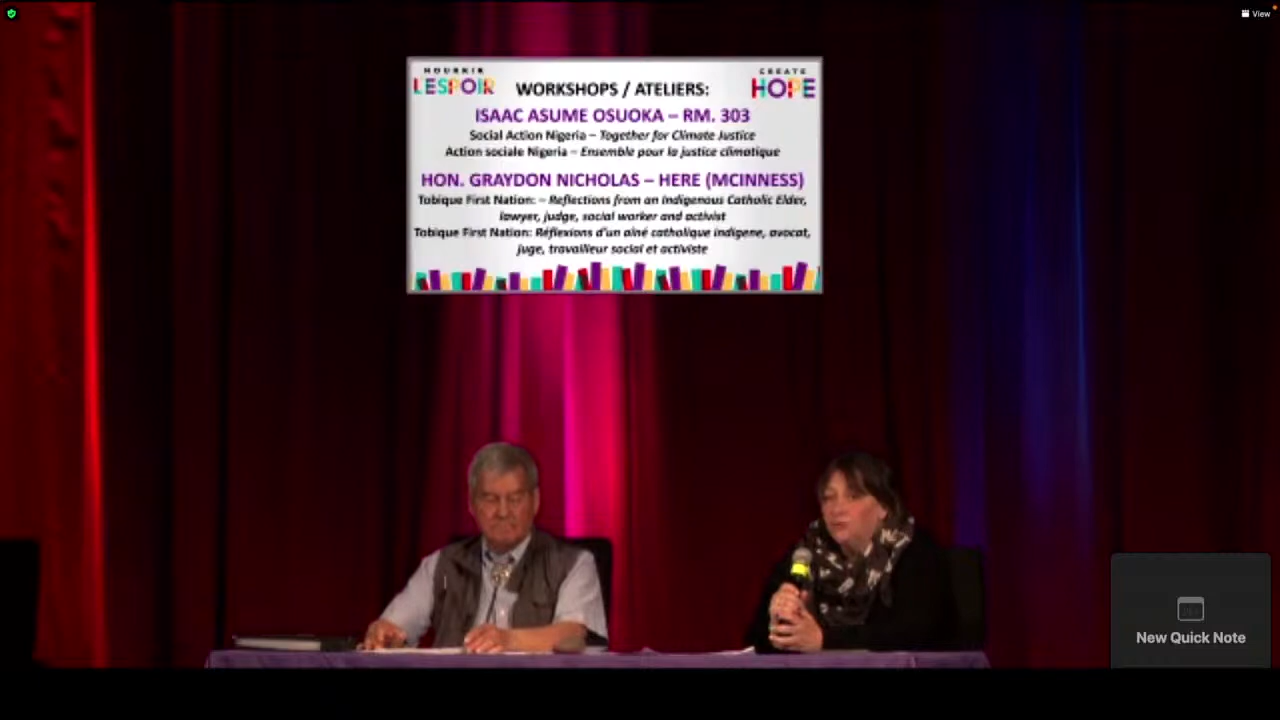 View
NOURRIR
L'ESPOIR
WORKSHOPS / ATELIERS:
CREATE
HOPE
ISAAC ASUME OSUOKA – RM. 303
Social Action Nigeria – Together for Climate Justice
Action sociale Nigeria – Ensemble pour la justice climatique
HON. GRAYDON NICHOLAS – HERE (MCINNESS)
Tobique First Nation: – Reflections from an Indigenous Catholic Elder,
lawyer, judge, social worker and activist
Tobique First Nation: Réflexions d'un aîné catholique indigene, avocat,
juge, travailleur social et activiste
New Quick Note